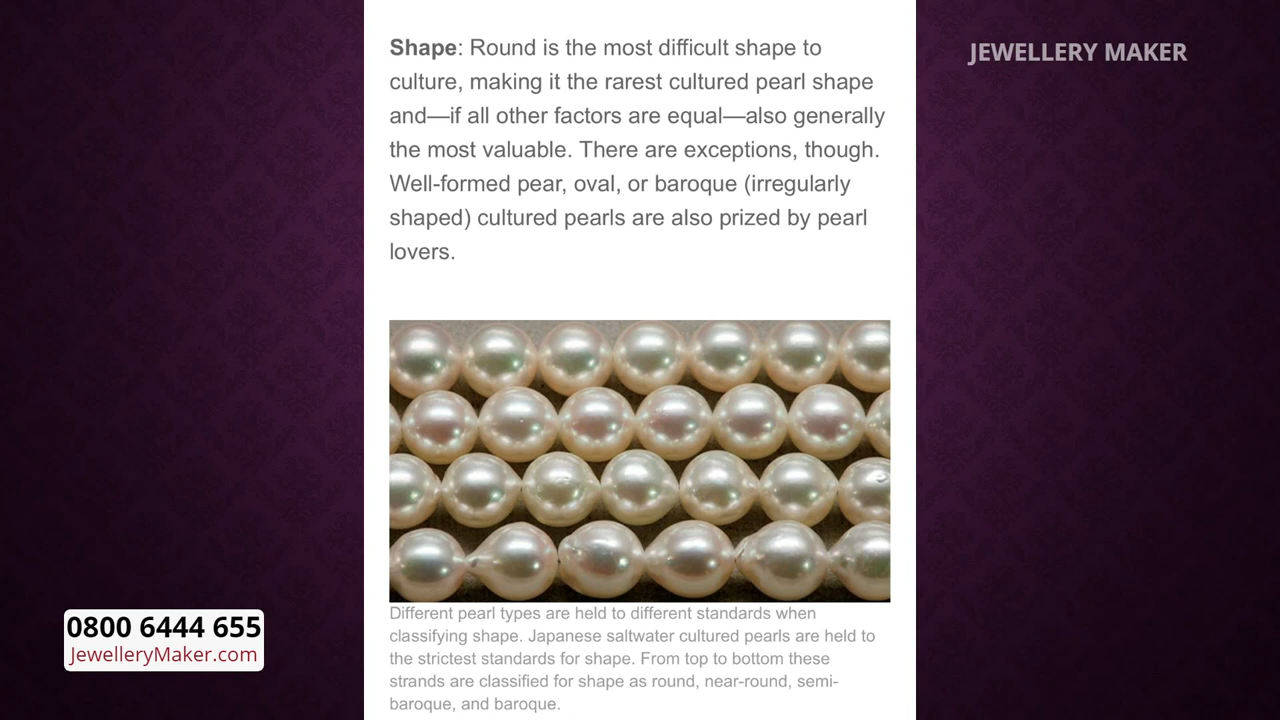 Shape: Round is the most difficult shape to
culture, making it the rarest cultured pearl shape
and—if all other factors are equal—also generally
the most valuable. There are exceptions, though.
Well-formed pear, oval, or baroque (irregularly
shaped) cultured pearls are also prized by pearl
lovers.
Different pearl types are held to different standards when
classifying shape. Japanese saltwater cultured pearls are held to
the strictest standards for shape. From top to bottom these
strands are classified for shape as round, near-round, semi-
baroque, and baroque.
JEWELLERY MAKER
0800 6444 655
JewelleryMaker.com